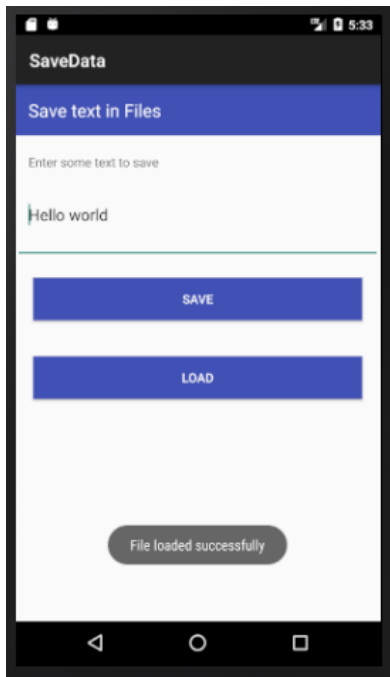 5:33
SaveData
Save text in Files
Enter some text to save
Hello world
SAVE
LOAD
File loaded successfully